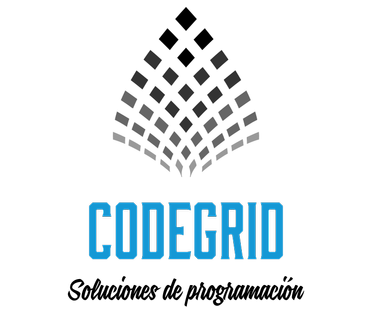 CODEGRID
Soluciones de programación